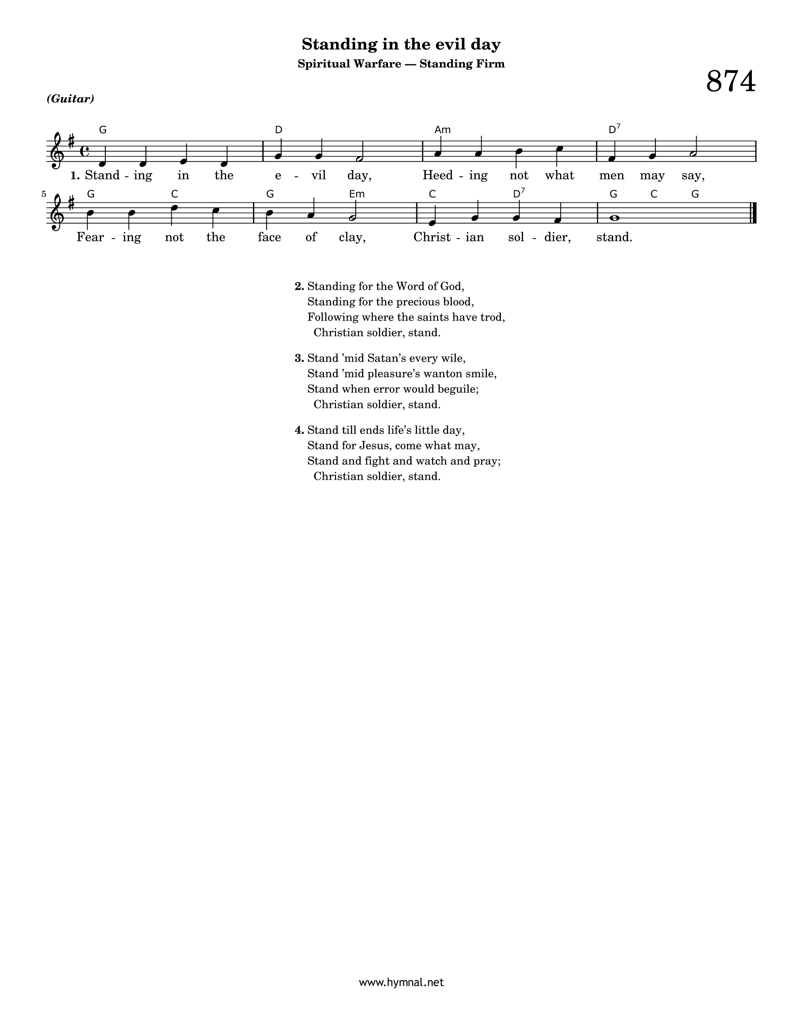 Standing in the evil day
Spiritual Warfare — Standing Firm
874
(Guitar)
G D Am D7
1. Stand - ing in the e - vil day, Heed - ing not what men may say,
5 G C G Em C D7 G C G
Fear - ing not the face of clay, Christ - ian sol - dier, stand.
2. Standing for the Word of God,
Standing for the precious blood,
Following where the saints have trod,
Christian soldier, stand.
3. Stand ’mid Satan’s every wile,
Stand ’mid pleasure’s wanton smile,
Stand when error would beguile;
Christian soldier, stand.
4. Stand till ends life’s little day,
Stand for Jesus, come what may,
Stand and fight and watch and pray;
Christian soldier, stand.
www.hymnal.net